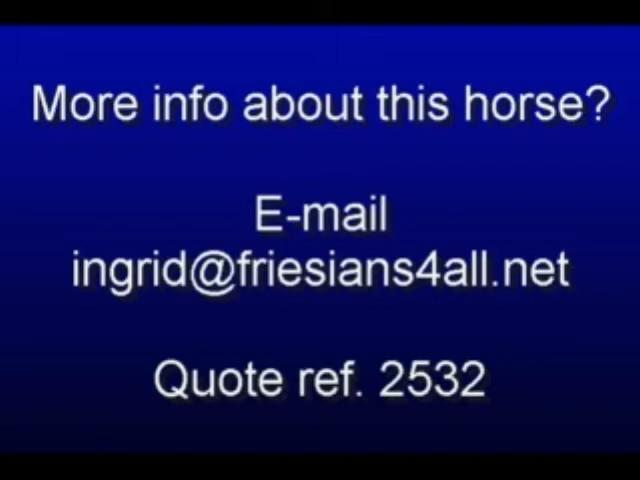 More info about this horse?
E-mail
ingrid@friesians4all.net
Quote ref. 2532